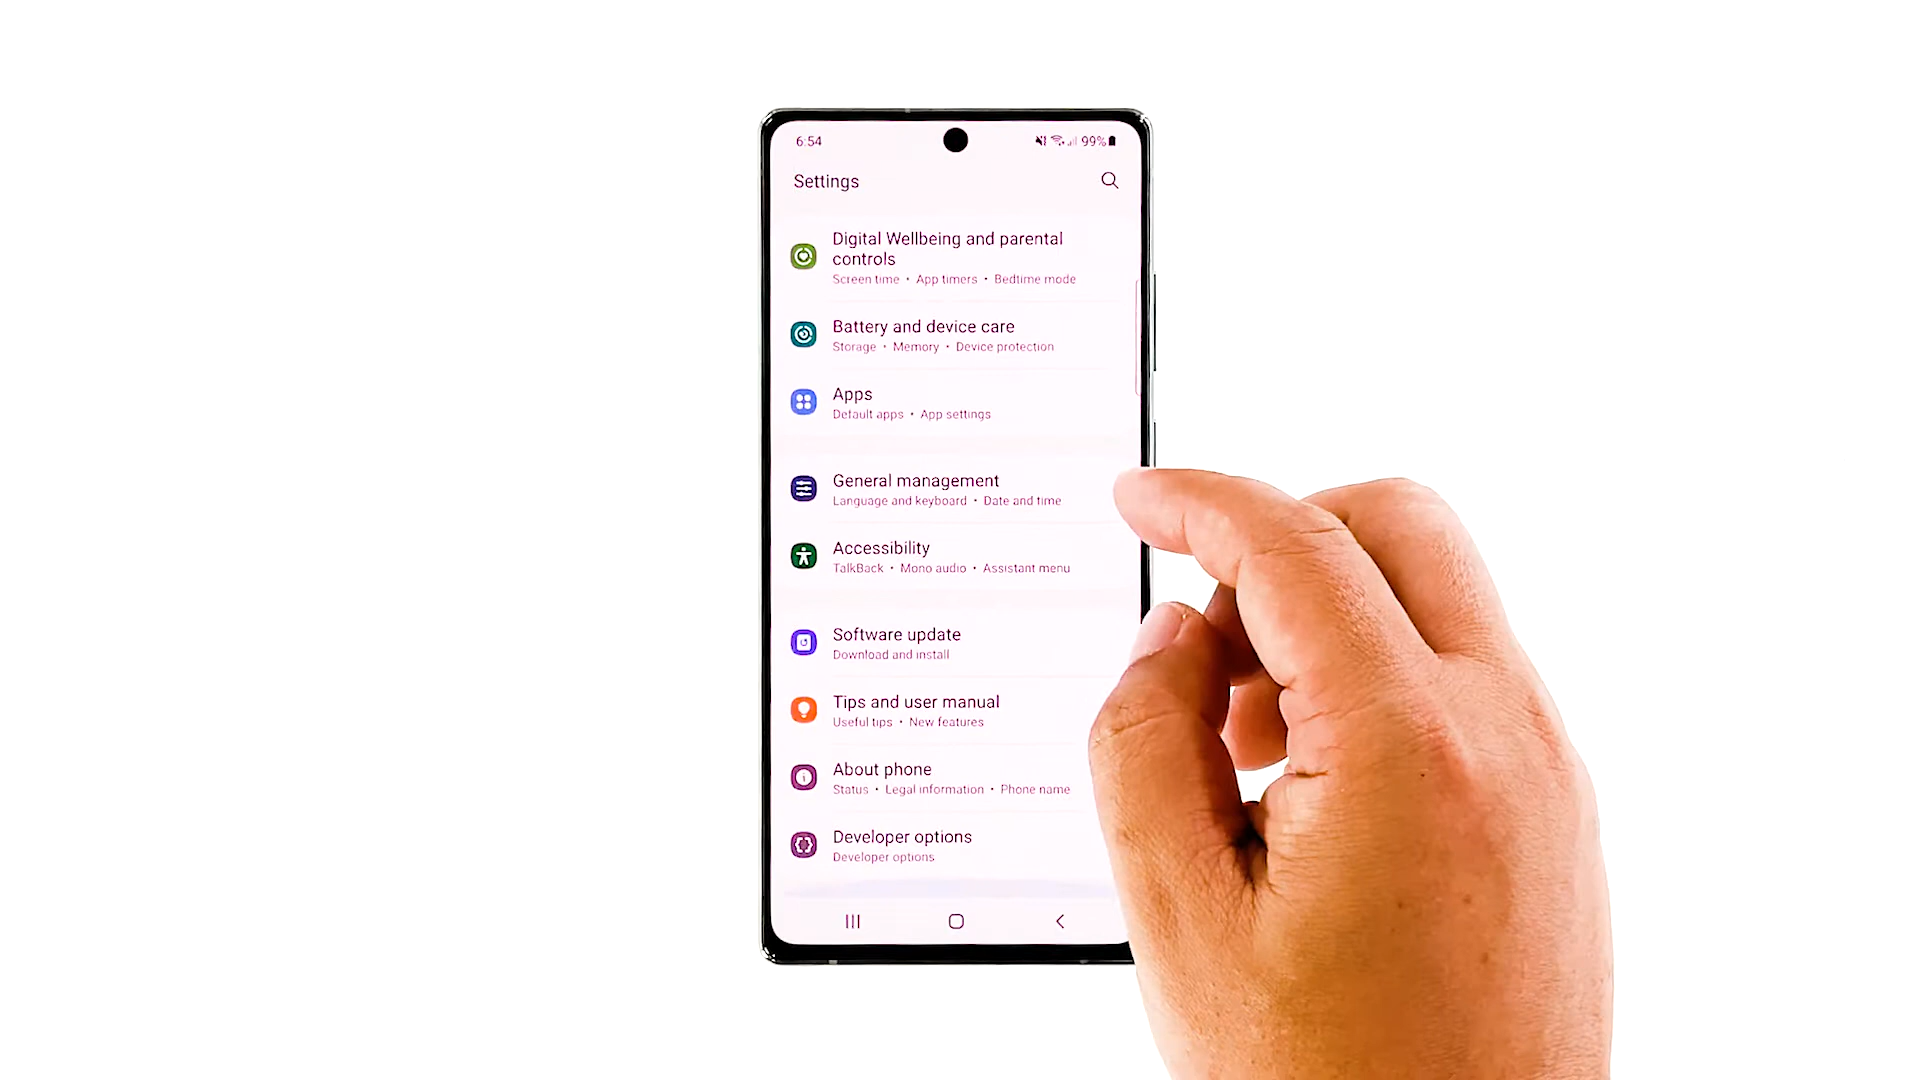 6:54
99%
Settings
Digital Wellbeing and parental
controls
Screen time • App timers • Bedtime mode
Battery and device care
Storage • Memory • Device protection
Apps
Default apps • App settings
General management
Language and keyboard • Date and time
Accessibility
TalkBack • Mono audio • Assistant menu
Software update
Download and install
Tips and user manual
Useful tips • New features
About phone
Status • Legal information • Phone name
Developer options
Developer options